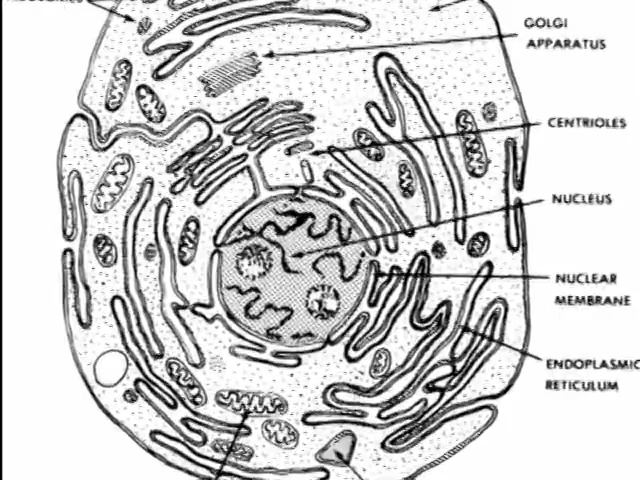 GOLGI
APPARATUS
CENTRIOLES
NUCLEUS
NUCLEAR
MEMBRANE
ENDOPLASMIC
RETICULUM